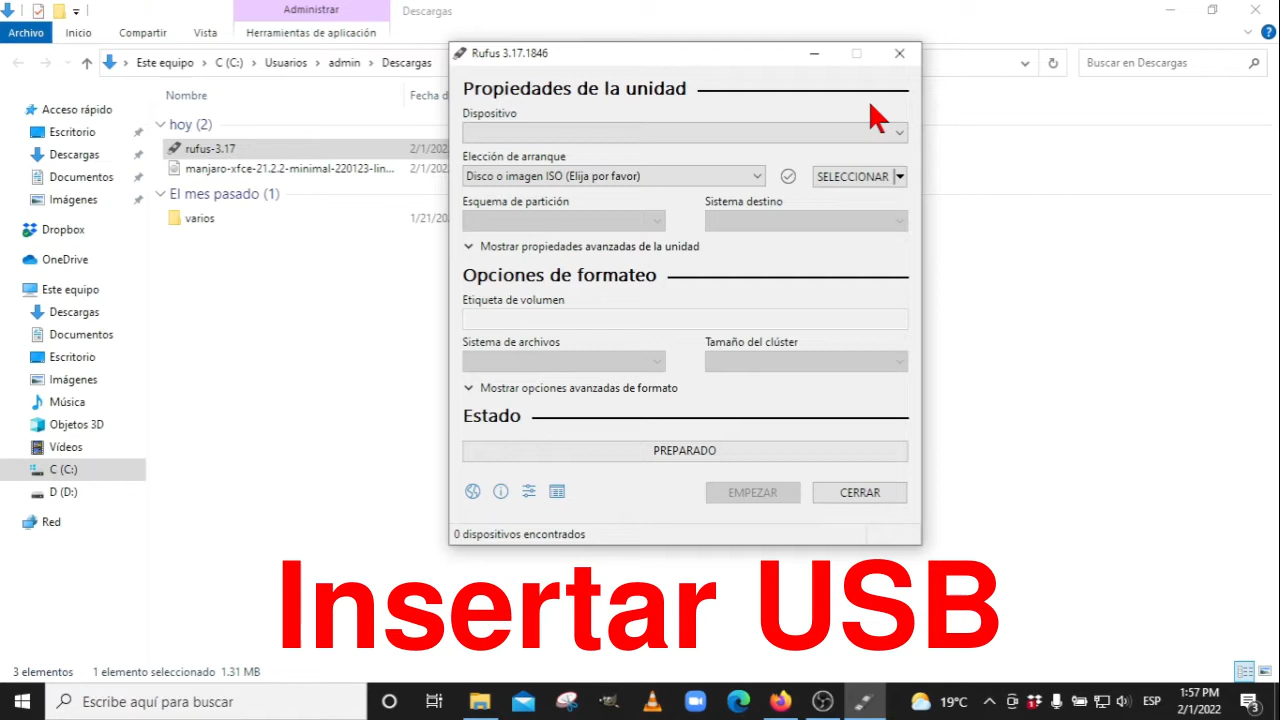 Administrar
Descargas
Archivo
Inicio
Compartir
Vista
Herramientas de aplicación
Este equipo
C (C:)
Usuarios
admin
Descargas
Buscar en Descargas
Acceso rápido
Escritorio
Descargas
Documentos
Imágenes
Dropbox
OneDrive
Este equipo
Descargas
Documentos
Escritorio
Imágenes
Música
Objetos 3D
Vídeos
C (C:)
D (D:)
Red
Nombre
Fecha d
hoy (2)
rufus-3.17
2/1/202
manjaro-xfce-21.2.2-minimal-220123-lin...
2/1/202
El mes pasado (1)
varios
1/21/20
Rufus 3.17.1846
Propiedades de la unidad
Dispositivo
Elección de arranque
Disco o imagen ISO (Elija por favor)
SELECCIONAR
Esquema de partición
Sistema destino
Mostrar propiedades avanzadas de la unidad
Opciones de formateo
Etiqueta de volumen
Sistema de archivos
Tamaño del clúster
Mostrar opciones avanzadas de formato
Estado
PREPARADO
EMPEZAR
CERRAR
0 dispositivos encontrados
Insertar USB
3 elementos
1 elemento seleccionado 1.31 MB
Escribe aquí para buscar
19°C
ESP
1:57 PM
2/1/2022
3